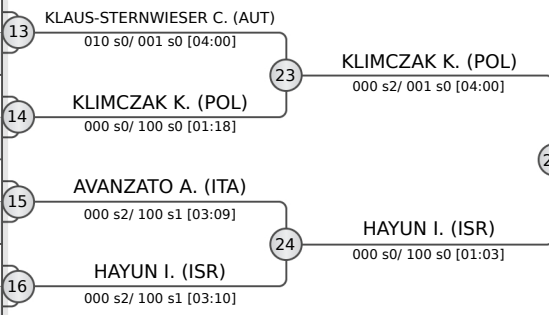 13
KLAUS-STERNWIESER C. (AUT)
010 s0/ 001 s0 [04:00]
23
KLIMCZAK K. (POL)
000 s2/ 001 s0 [04:00]
14
KLIMCZAK K. (POL)
000 s0/ 100 s0 [01:18]
15
AVANZATO A. (ITA)
000 s2/ 100 s1 [03:09]
24
HAYUN I. (ISR)
000 s0/ 100 s0 [01:03]
16
HAYUN I. (ISR)
000 s2/ 100 s1 [03:10]